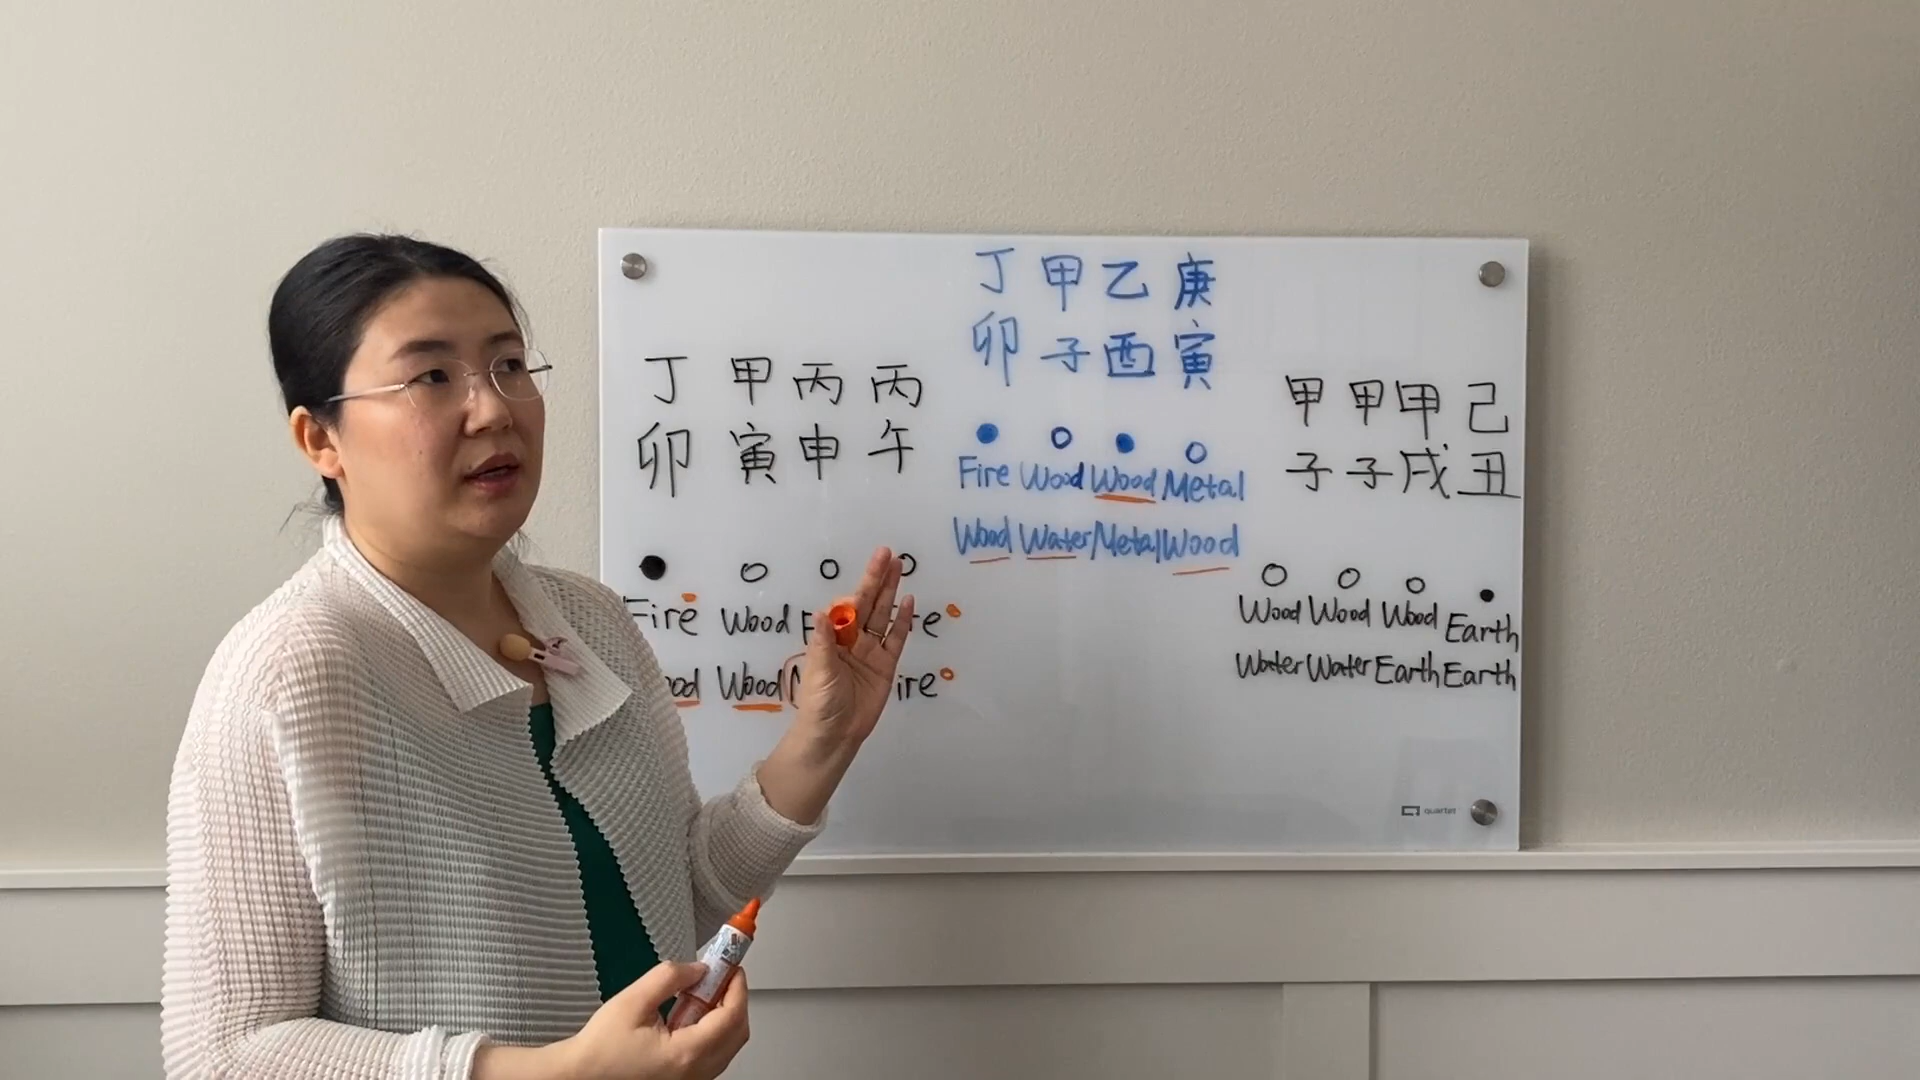 丁 甲 丙 丙
卯 寅 申 午
Fire Wood
Wood
丁 甲 乙 庚
卯 子 酉 寅
Fire Wood Wood Metal
Wood Water Metal Wood
甲 甲 甲 己
子 子 戌 丑
Wood Wood Wood Earth
Water Water Earth Earth
quartet